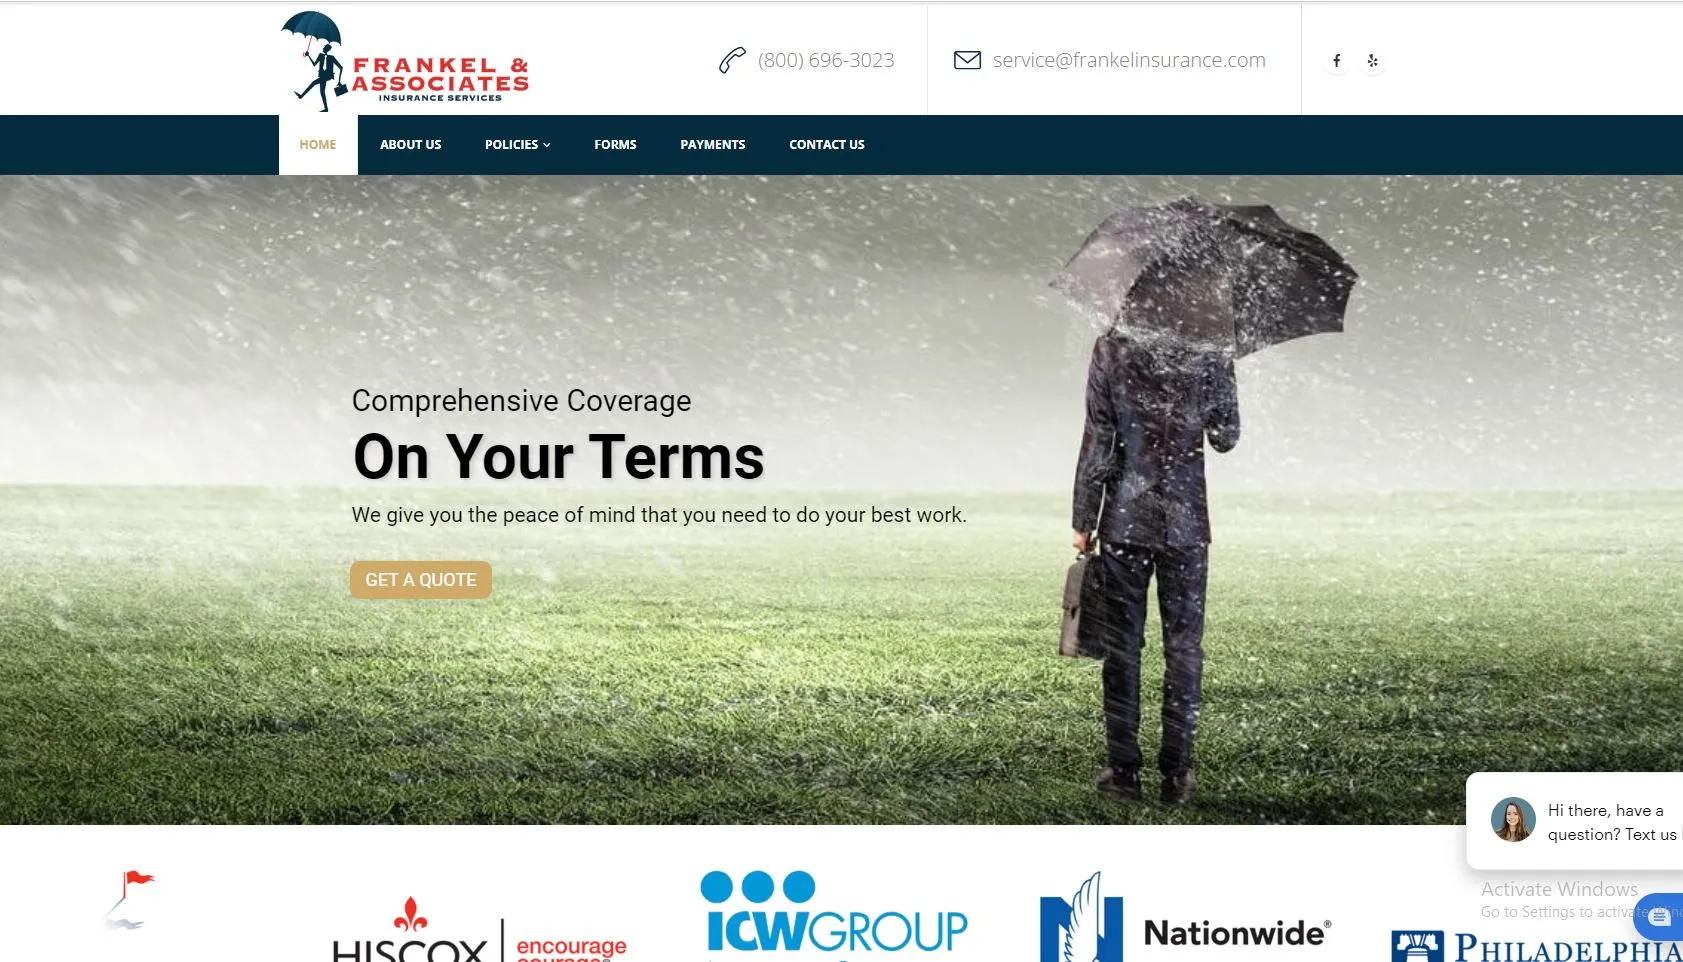 FRANKEL &
ASSOCIATES
INSURANCE SERVICES
(800) 696-3023
service@frankelinsurance.com
HOME
ABOUT US
POLICIES
FORMS
PAYMENTS
CONTACT US
Comprehensive Coverage
On Your Terms
We give you the peace of mind that you need to do your best work.
GET A QUOTE
Hi there, have a
question? Text us
Activate Windows
Go to Settings to activate
HISCOX
encourage
courage®
ICWGROUP
Nationwide®
PHILADELPHIA